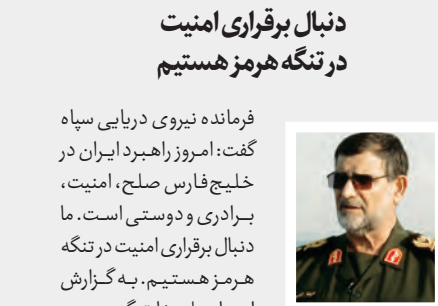 دنبال برقراری امنیت
در تنگه هرمز هستیم
فرمانده نیروی دریایی سپاه
گفت: امروز راهبرد ایران در
خلیج‌فارس صلح، امنیت،
برادری و دوستی است. ما
دنبال برقراری امنیت در تنگه
هرمز هستیم. به گزارش